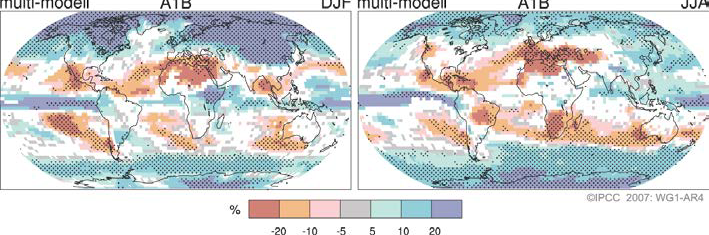 multi-modell A1B DJF multi-modell A1B JJA
©IPCC 2007: WG1-AR4
%
-20 -10 -5 5 10 20